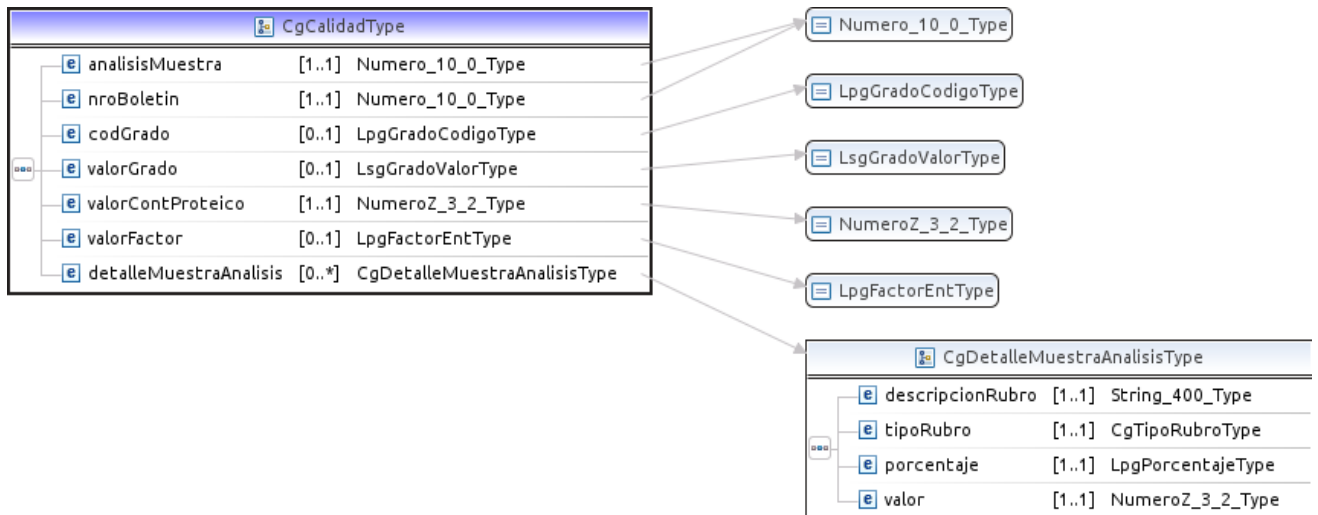 CgCalidadType
analisisMuestra [1..1] Numero_10_0_Type
nroBoletin [1..1] Numero_10_0_Type
codGrado [0..1] LpgGradoCodigoType
valorGrado [0..1] LsgGradoValorType
valorContProteico [1..1] NumeroZ_3_2_Type
valorFactor [0..1] LpgFactorEntType
detalleMuestraAnalisis [0..*] CgDetalleMuestraAnalisisType
Numero_10_0_Type
LpgGradoCodigoType
LsgGradoValorType
NumeroZ_3_2_Type
LpgFactorEntType
CgDetalleMuestraAnalisisType
descripcionRubro [1..1] String_400_Type
tipoRubro [1..1] CgTipoRubroType
porcentaje [1..1] LpgPorcentajeType
valor [1..1] NumeroZ_3_2_Type